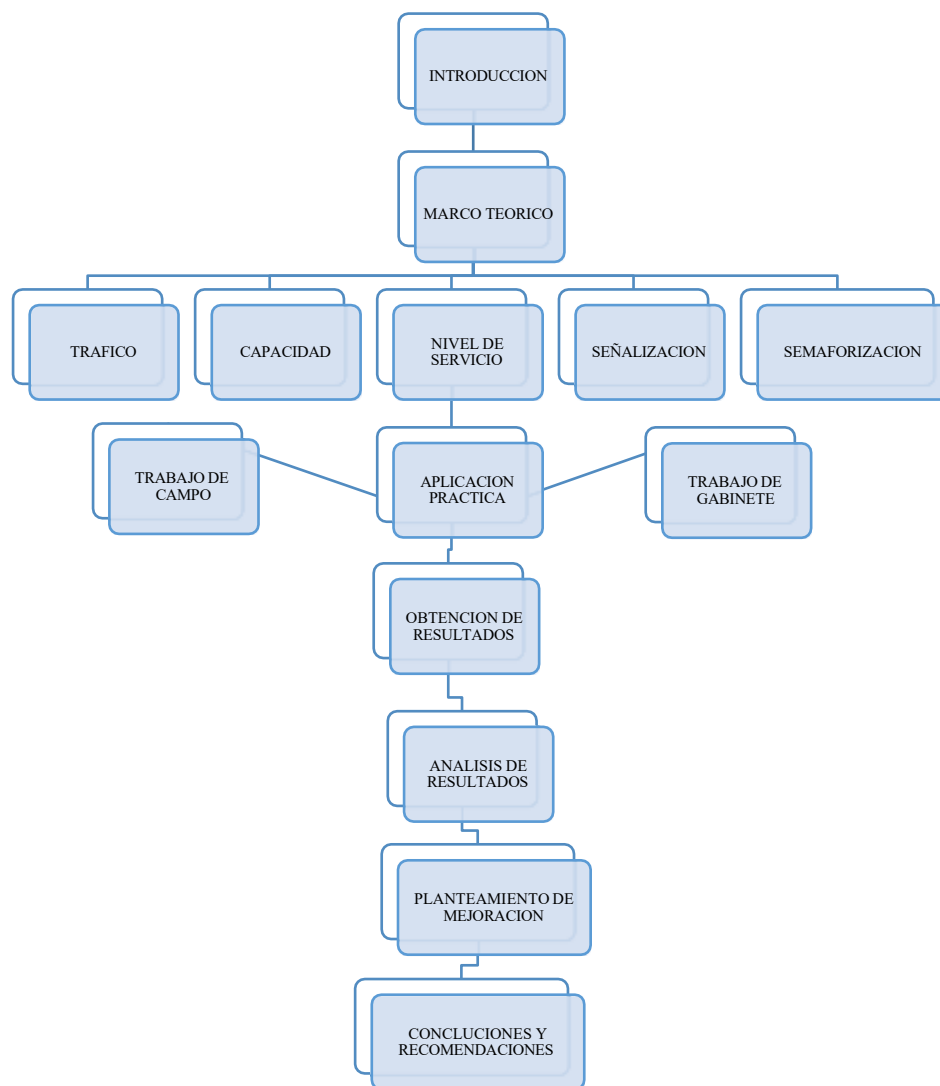 INTRODUCCION
MARCO TEORICO
TRAFICO
CAPACIDAD
NIVEL DE
SERVICIO
SEÑALIZACION
SEMAFORIZACION
TRABAJO DE
CAMPO
APLICACION
PRACTICA
TRABAJO DE
GABINETE
OBTENCION DE
RESULTADOS
ANALISIS DE
RESULTADOS
PLANTEAMIENTO DE
MEJORACION
CONCLUCIONES Y
RECOMENDACIONES